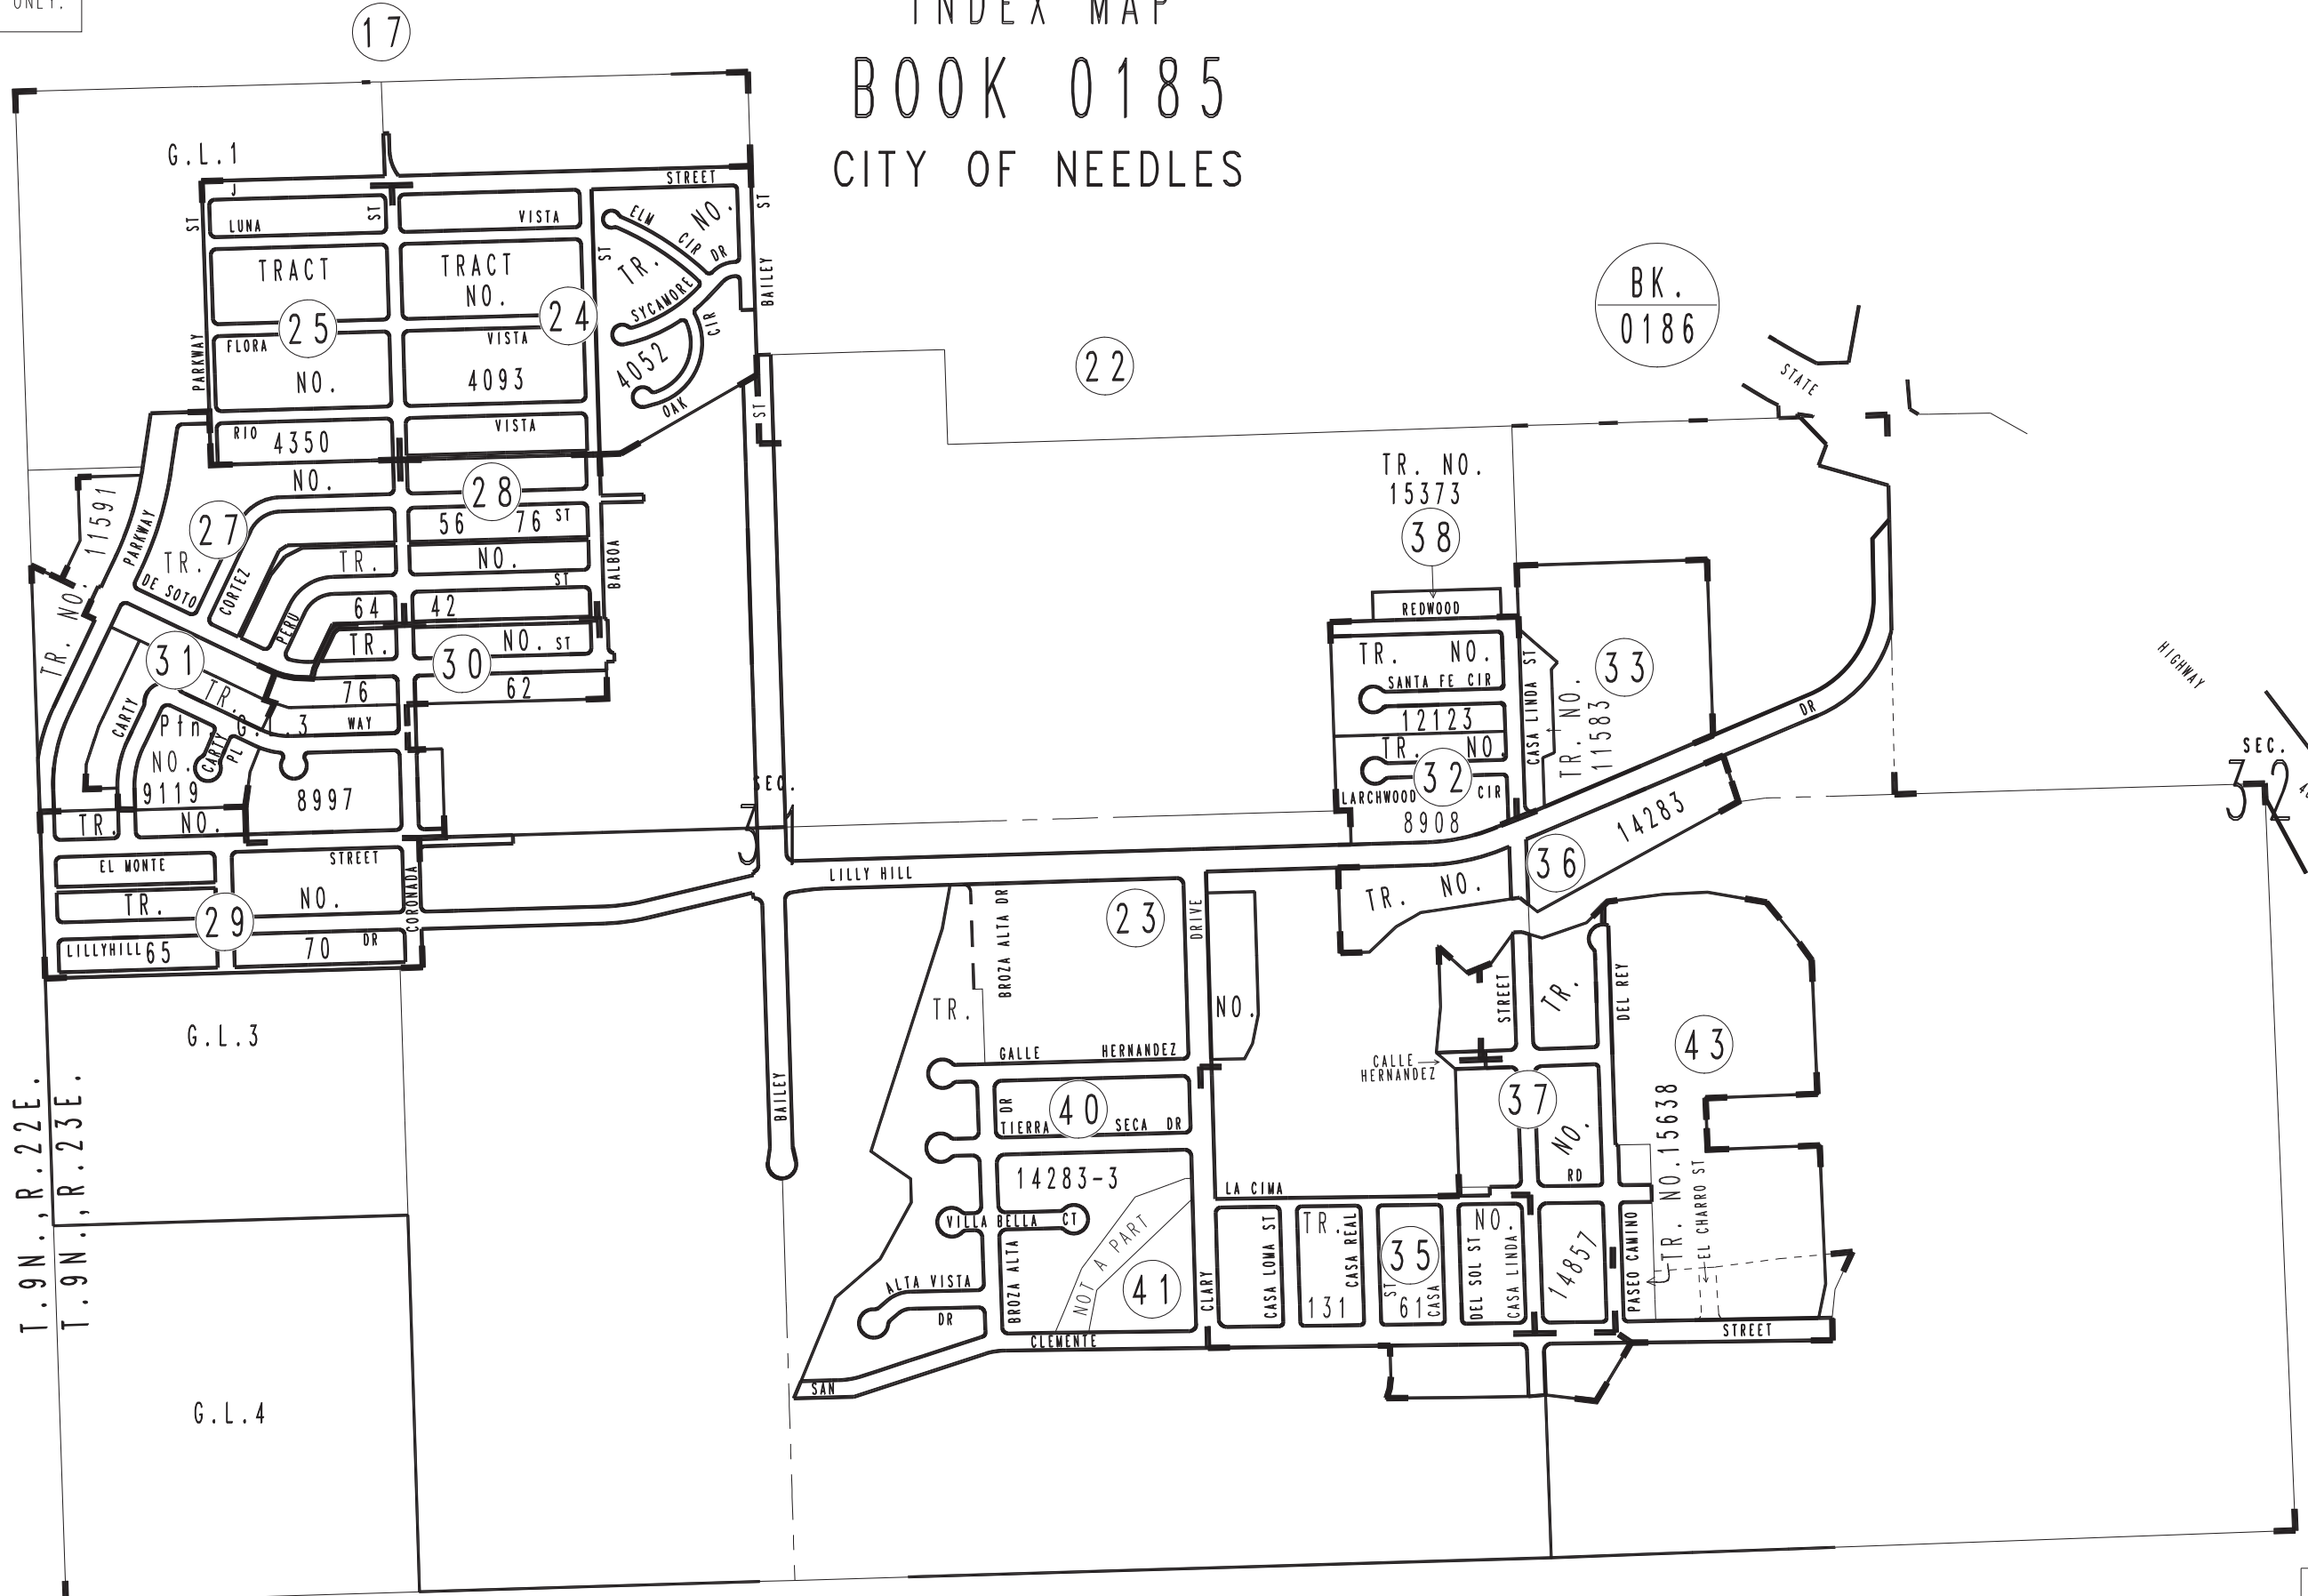 ONLY.
17
INDEX MAP
BOOK 0185
CITY OF NEEDLES
G.L.1
J
STREET
ST
LUNA
ST
VISTA
ELM
CIR
NO.
DR
ST
TRACT
TRACT
NO.
ST
TR.
SYCAMORE
BAILEY
25
24
CIR
PARKWAY
FLORA
VISTA
NO.
4093
4052
OAK
ST
RIO
4350
VISTA
BK.
0186
STATE
22
NO.
28
11591
PARKWAY
27
56
76
ST
TR.
TR.
NO.
BALBOA
DE SOTO
CORTEZ
ST
64
42
PERU
TR. NO.
31
TR.
30
NO.
ST
TR.
76
62
CARTY
Ptn. G.L.3
WAY
NO.
CARTY
PL
9119
8997
TR.
NO.
TR. NO.
15373
38
REDWOOD
TR.
NO.
SANTA FE CIR
12123
TR.
NO.
32
LARCHWOOD
CIR
8908
CASA LINDA
ST
TR. NO.
11583
33
DR
HIGHWAY
SEC.
32
SEC.
31
EL MONTE
STREET
TR.
29
NO.
CORONADA
LILLYHILL
65
70
DR
LILLY HILL
BROZA ALTA DR
23
DRIVE
TR.
NO.
TR.
NO.
36
14283
STREET
TR.
DEL REY
43
G.L.3
GALLE
HERNANDEZ
CALLE
HERNANDEZ
BAILEY
DR
40
TIERRA
SECA
DR
37
NO.
RD
TR. NO.15638
EL CHARRO ST
T.9N.,R.22E.
T.9N.,R.23E.
14283-3
LA CIMA
VILLA BELLA
CT
NOT A PART
BROZA ALTA
41
CLARY
CASA LOMA ST
TR.
131
CASA REAL
35
ST
61
CASA
DEL SOL ST
NO.
CASA LINDA
14857
PASEO CAMINO
ALTA VISTA
DR
CLEMENTE
STREET
SAN
G.L.4